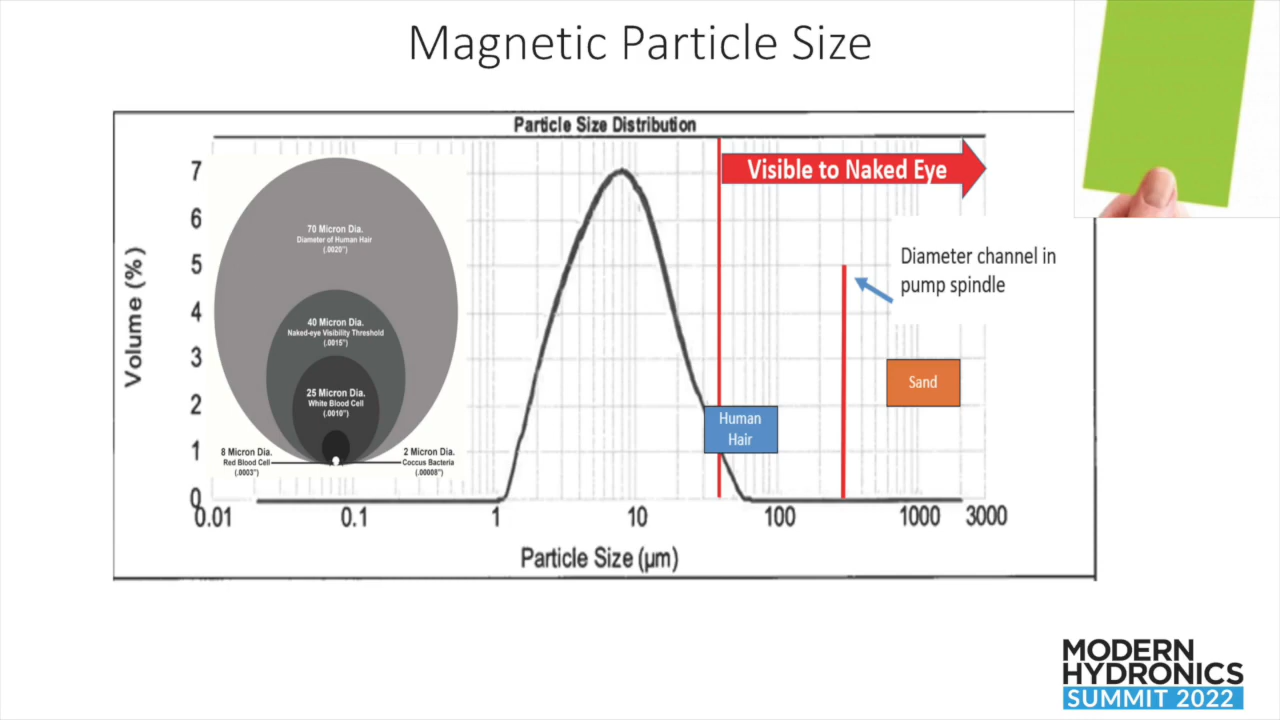 Magnetic Particle Size
Particle Size Distribution
Visible to Naked Eye
Diameter channel in
pump spindle
Sand
Human
Hair
70 Micron Dia.
Diameter of Human Hair
(.0020")
40 Micron Dia.
Naked-eye Visibility Threshold
(.0015")
25 Micron Dia.
White Blood Cell
(.0010")
8 Micron Dia.
Red Blood Cell
(.0003")
2 Micron Dia.
Coccus Bacteria
(.00008")
Volume (%)
7
6
5
4
3
2
1
0
0.01
0.1
1
10
100
1000
3000
Particle Size (µm)
MODERN
HYDRONICS
SUMMIT 2022